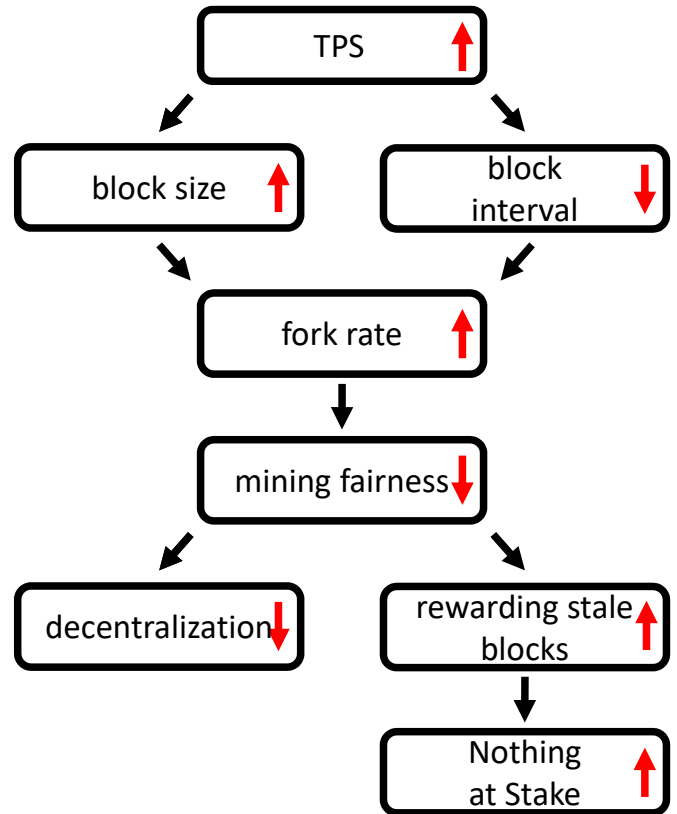 TPS
block size
block
interval
fork rate
mining fairness
decentralization
rewarding stale
blocks
Nothing
at Stake